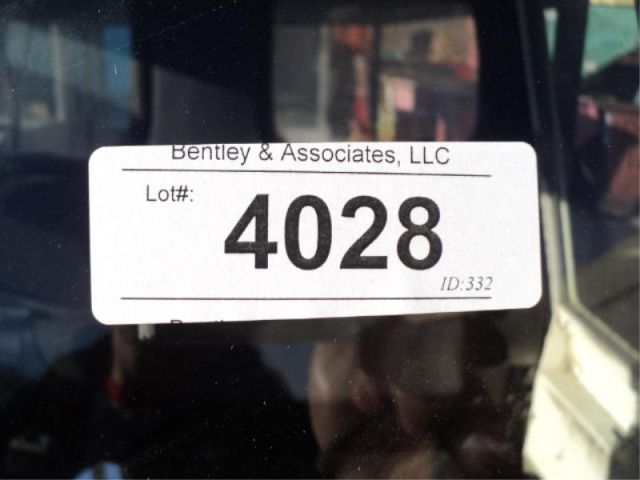 Bentley & Associates, LLC
Lot#:
4028
ID:332